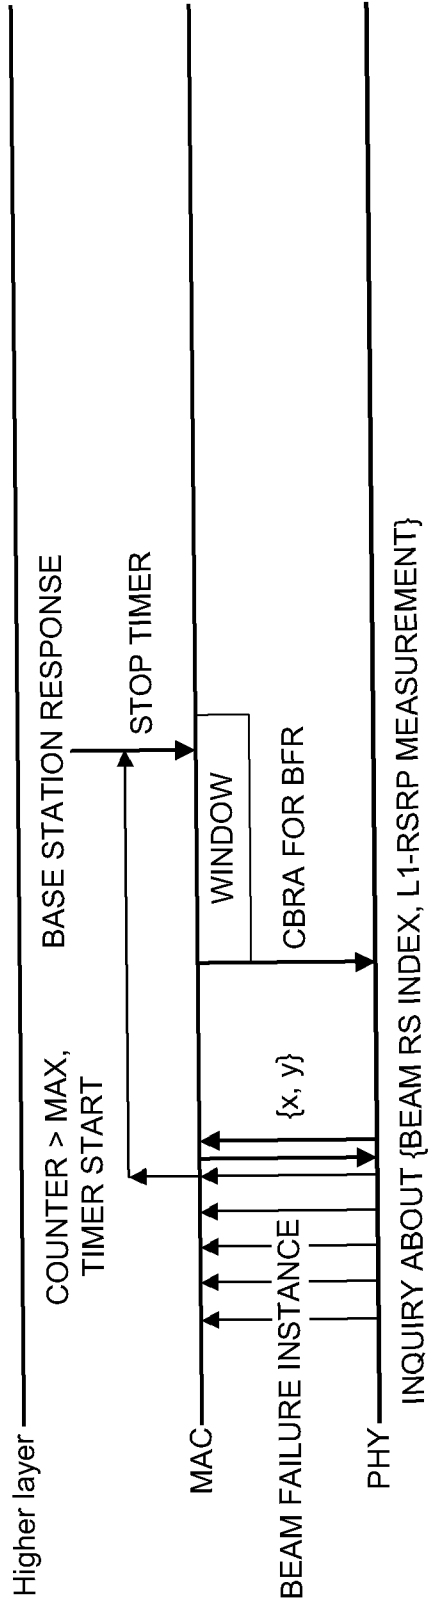 Higher layer
COUNTER > MAX,
TIMER START
BASE STATION RESPONSE
STOP TIMER
MAC
WINDOW
BEAM FAILURE INSTANCE
{x, y}
CBRA FOR BFR
PHY
INQUIRY ABOUT {BEAM RS INDEX, L1-RSRP MEASUREMENT}